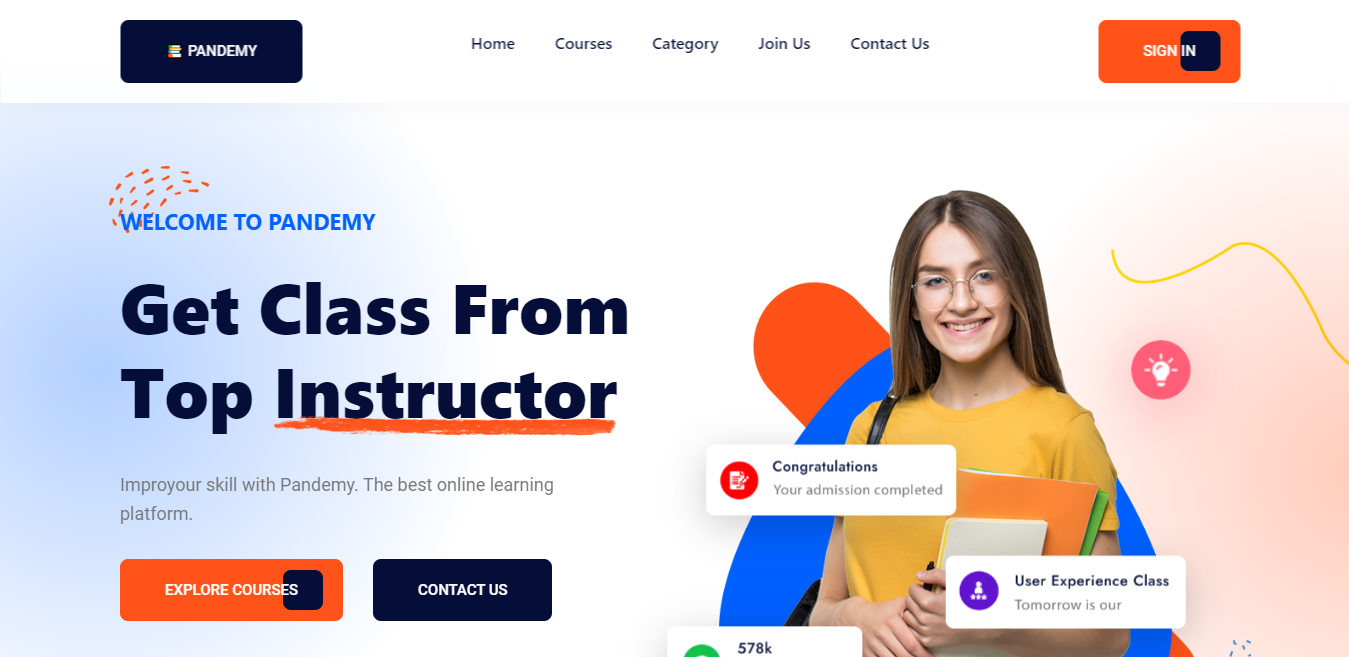 PANDEMY
Home
Courses
Category
Join Us
Contact Us
SIGN IN
WELCOME TO PANDEMY
Get Class From
Top Instructor
Improyour skill with Pandemy. The best online learning
platform.
EXPLORE COURSES
CONTACT US
Congratulations
Your admission completed
User Experience Class
Tomorrow is our
578k